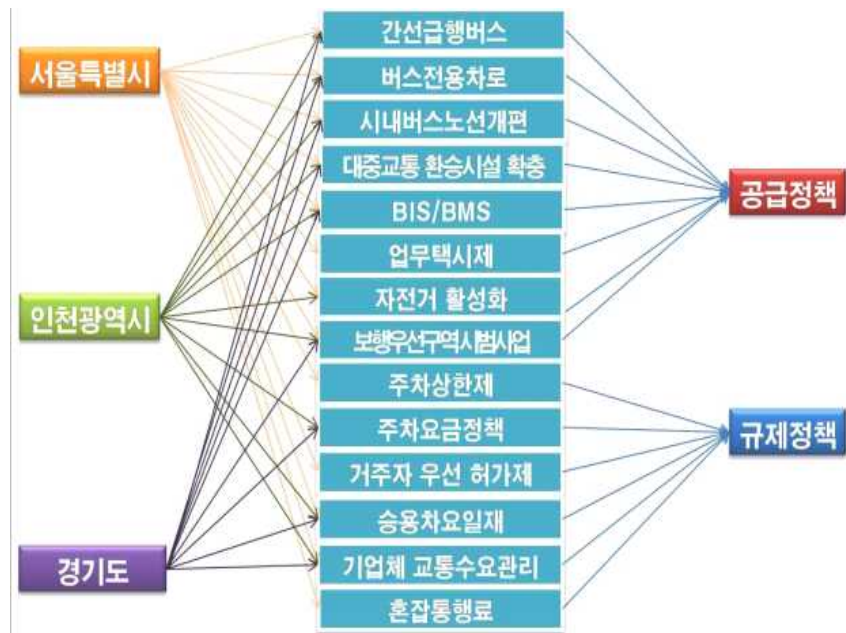 서울특별시
인천광역시
경기도
간선급행버스
버스전용차로
시내버스노선개편
대중교통 환승시설 확충
BIS/BMS
업무택시제
자전거 활성화
보행우선구역시범사업
주차상한제
주차요금정책
거주자 우선 허가제
승용차요일재
기업체 교통수요관리
혼잡통행료
공급정책
규제정책